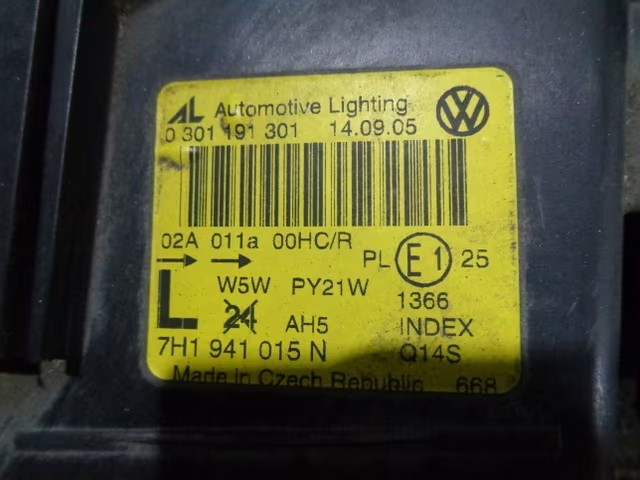 AL Automotive Lighting
0 301 191 301 14.09.05
02A 011a 00HC/R
PL E1 25
W5W PY21W 1366
L 24 AH5 INDEX
7H1 941 015 N Q14S
Made in Czech Republic 668